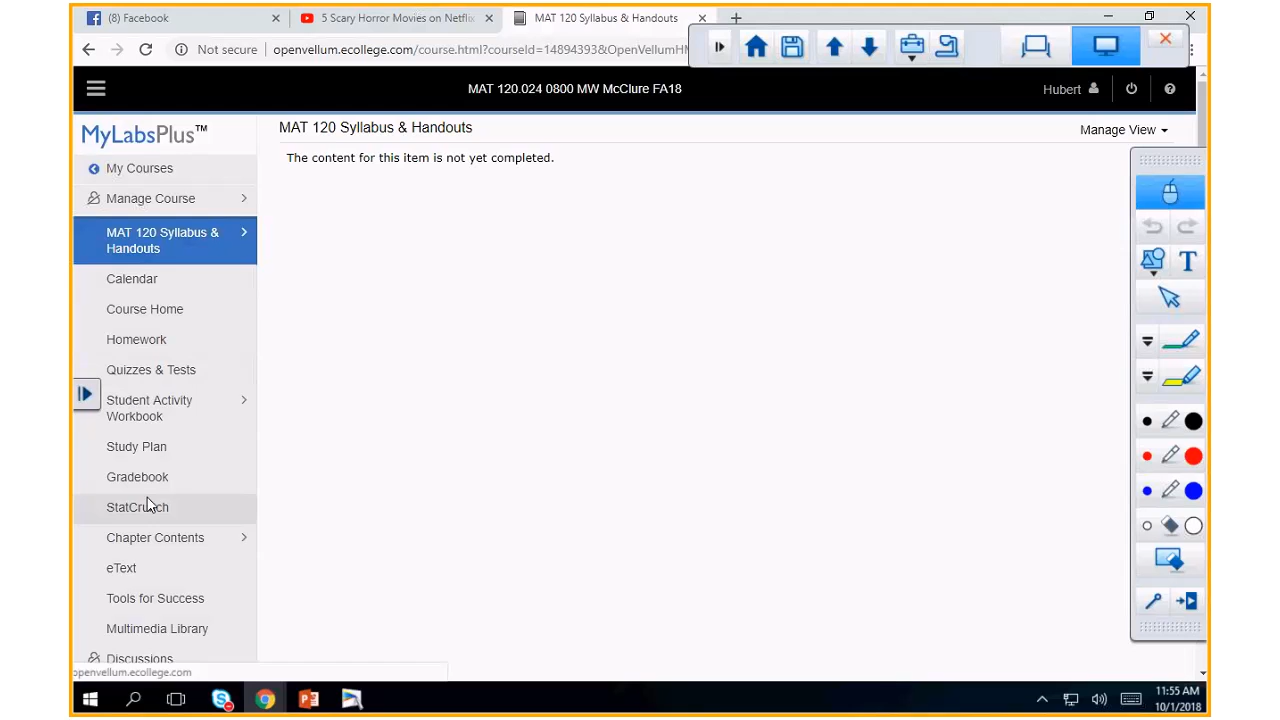 (8) Facebook
5 Scary Horror Movies on Netfli
MAT 120 Syllabus & Handouts
Not secure
openvellum.ecollege.com/course.html?courseId=14894393&OpenVellumHM
MAT 120.024 0800 MW McClure FA18
Hubert
MyLabsPlus™
MAT 120 Syllabus & Handouts
Manage View
The content for this item is not yet completed.
My Courses
Manage Course
MAT 120 Syllabus &
Handouts
Calendar
Course Home
Homework
Quizzes & Tests
Student Activity
Workbook
Study Plan
Gradebook
StatCrunch
Chapter Contents
eText
Tools for Success
Multimedia Library
Discussions
openvellum.ecollege.com
T
11:55 AM
10/1/2018